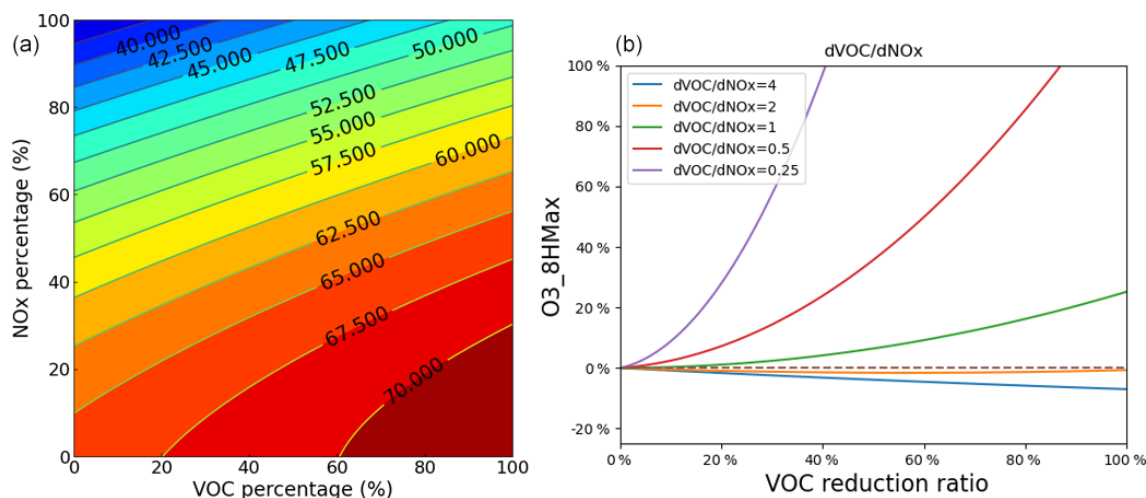 (a)
100
80
60
40
20
0
NOx percentage (%)
40.000
42.500
45.000
47.500
50.000
52.500
55.000
57.500
60.000
62.500
65.000
67.500
70.000
0 20 40 60 80 100
VOC percentage (%)
(b)
dVOC/dNOx
100 %
80 %
60 %
40 %
20 %
0 %
-20 %
O3_8HMax
dVOC/dNOx=4
dVOC/dNOx=2
dVOC/dNOx=1
dVOC/dNOx=0.5
dVOC/dNOx=0.25
0 % 20 % 40 % 60 % 80 % 100 %
VOC reduction ratio